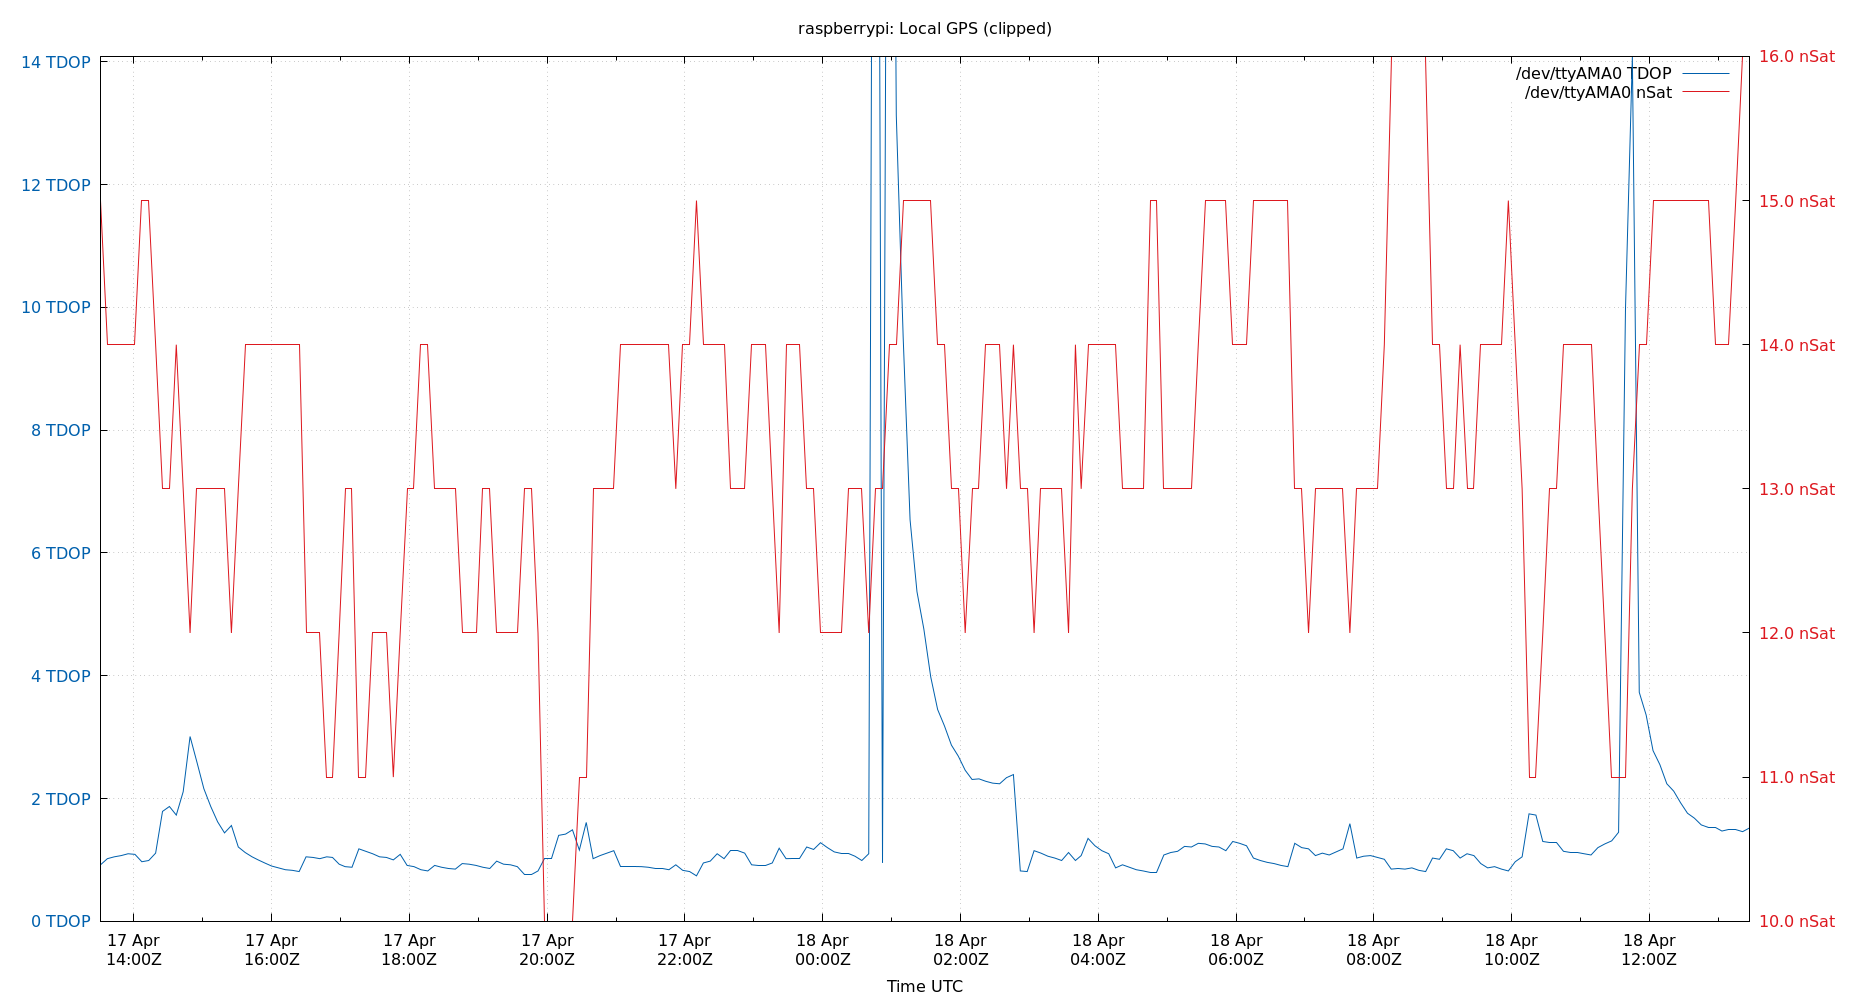 raspberrypi: Local GPS (clipped)
14 TDOP
12 TDOP
10 TDOP
8 TDOP
6 TDOP
4 TDOP
2 TDOP
0 TDOP
/dev/ttyAMA0 TDOP
/dev/ttyAMA0 nSat
16.0 nSat
15.0 nSat
14.0 nSat
13.0 nSat
12.0 nSat
11.0 nSat
10.0 nSat
17 Apr
14:00Z
17 Apr
16:00Z
17 Apr
18:00Z
17 Apr
20:00Z
17 Apr
22:00Z
18 Apr
00:00Z
18 Apr
02:00Z
18 Apr
04:00Z
18 Apr
06:00Z
18 Apr
08:00Z
18 Apr
10:00Z
18 Apr
12:00Z
Time UTC